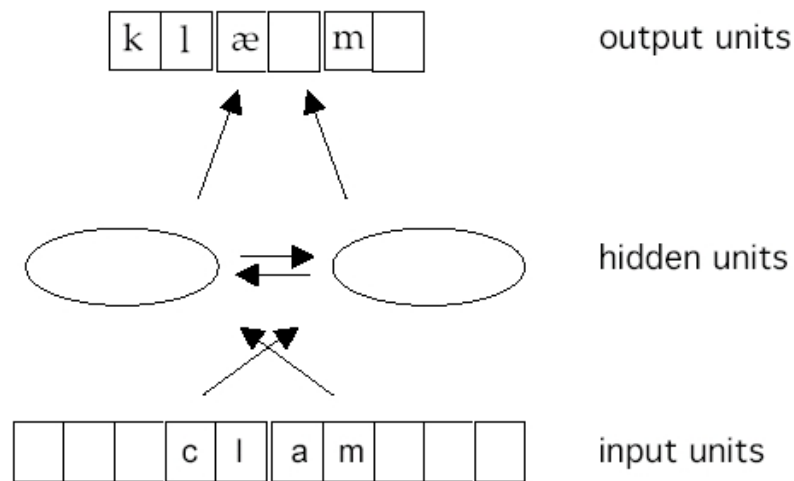 k l æ m output units
hidden units
c l a m input units